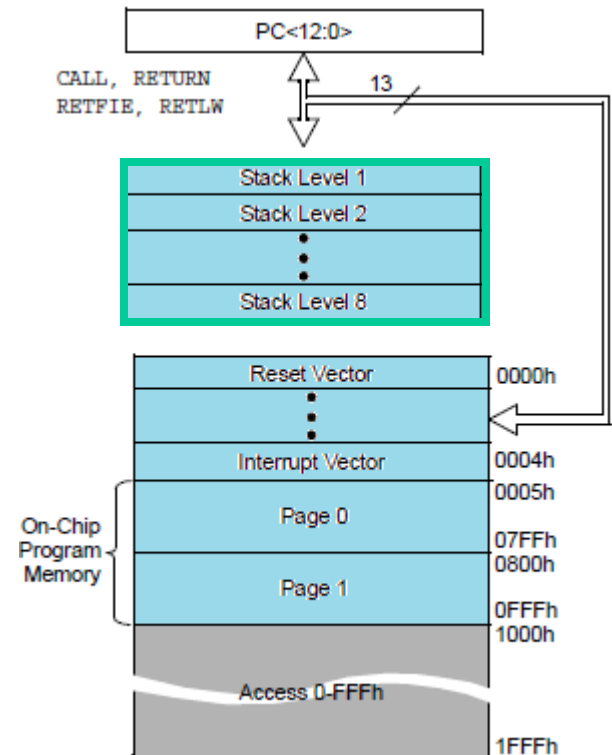 PC<12:0>
CALL, RETURN
RETFIE, RETLW
13
Stack Level 1
Stack Level 2
Stack Level 8
Reset Vector
0000h
Interrupt Vector
0004h
0005h
Page 0
07FFh
On-Chip
Program
Memory
0800h
Page 1
0FFFh
1000h
Access 0-FFFh
1FFFh